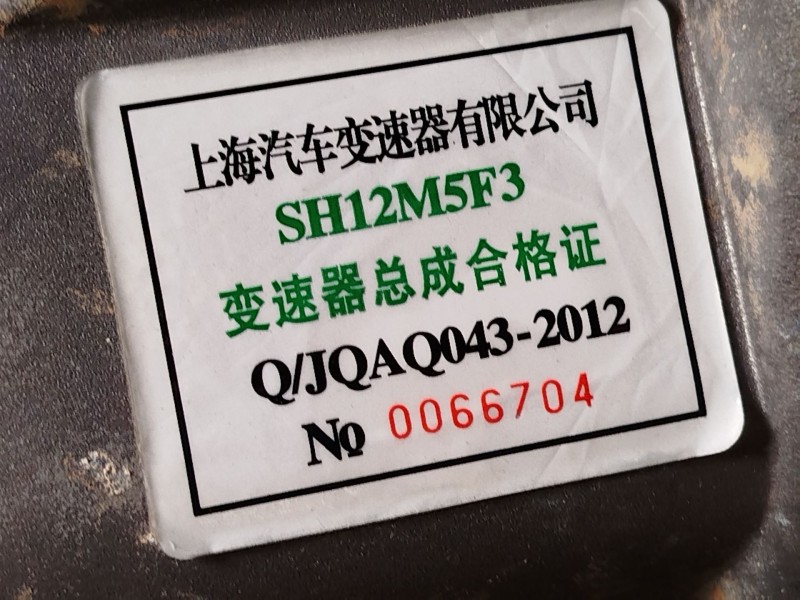 上海汽车变速器有限公司
SH12M5F3
变速器总成合格证
Q/JQAQ043-2012
№ 0066704